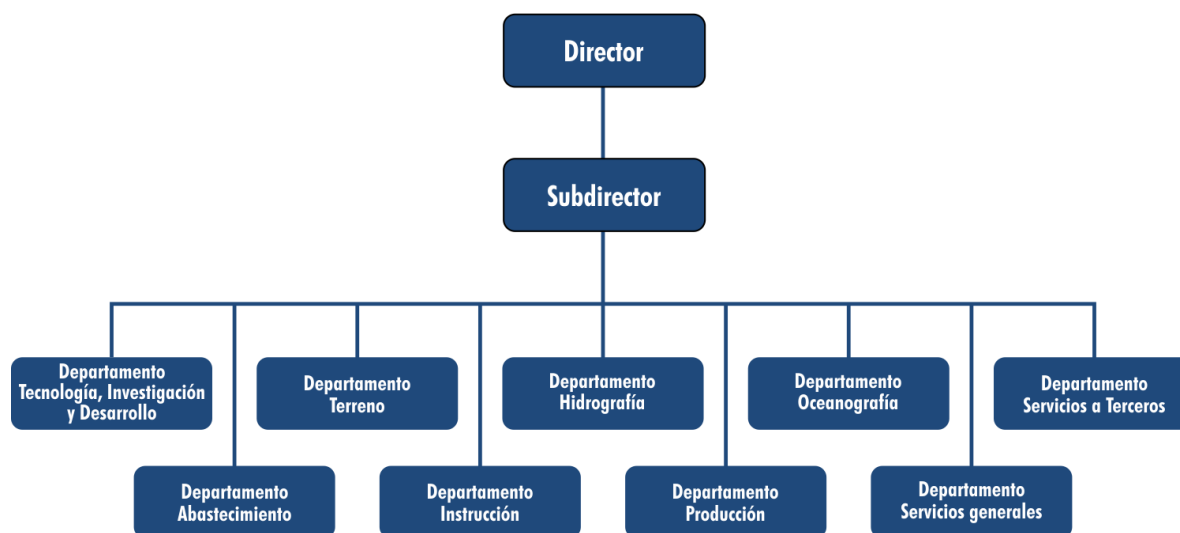 Director
Subdirector
Departamento
Tecnología, Investigación
y Desarrollo
Departamento
Terreno
Departamento
Hidrografía
Departamento
Oceanografía
Departamento
Servicios a Terceros
Departamento
Abastecimiento
Departamento
Instrucción
Departamento
Producción
Departamento
Servicios generales